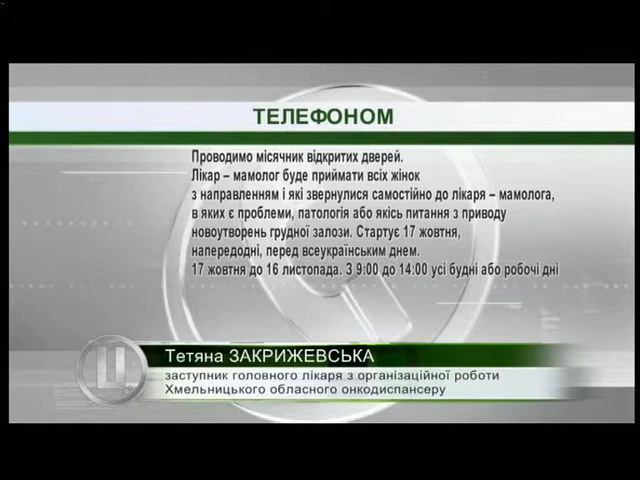 ТЕЛЕФОНОМ
Проводимо місячник відкритих дверей.
Лікар – мамолог буде приймати всіх жінок
з направленням і які звернулися самостійно до лікаря – мамолога,
в яких є проблеми, патологія або якісь питання з приводу
новоутворень грудної залози. Стартує 17 жовтня,
напередодні, перед всеукраїнським днем.
17 жовтня до 16 листопада. З 9:00 до 14:00 усі будні або робочі дні
Ц
Тетяна ЗАКРИЖЕВСЬКА
заступник головного лікаря з організаційної роботи
Хмельницького обласного онкодиспансеру